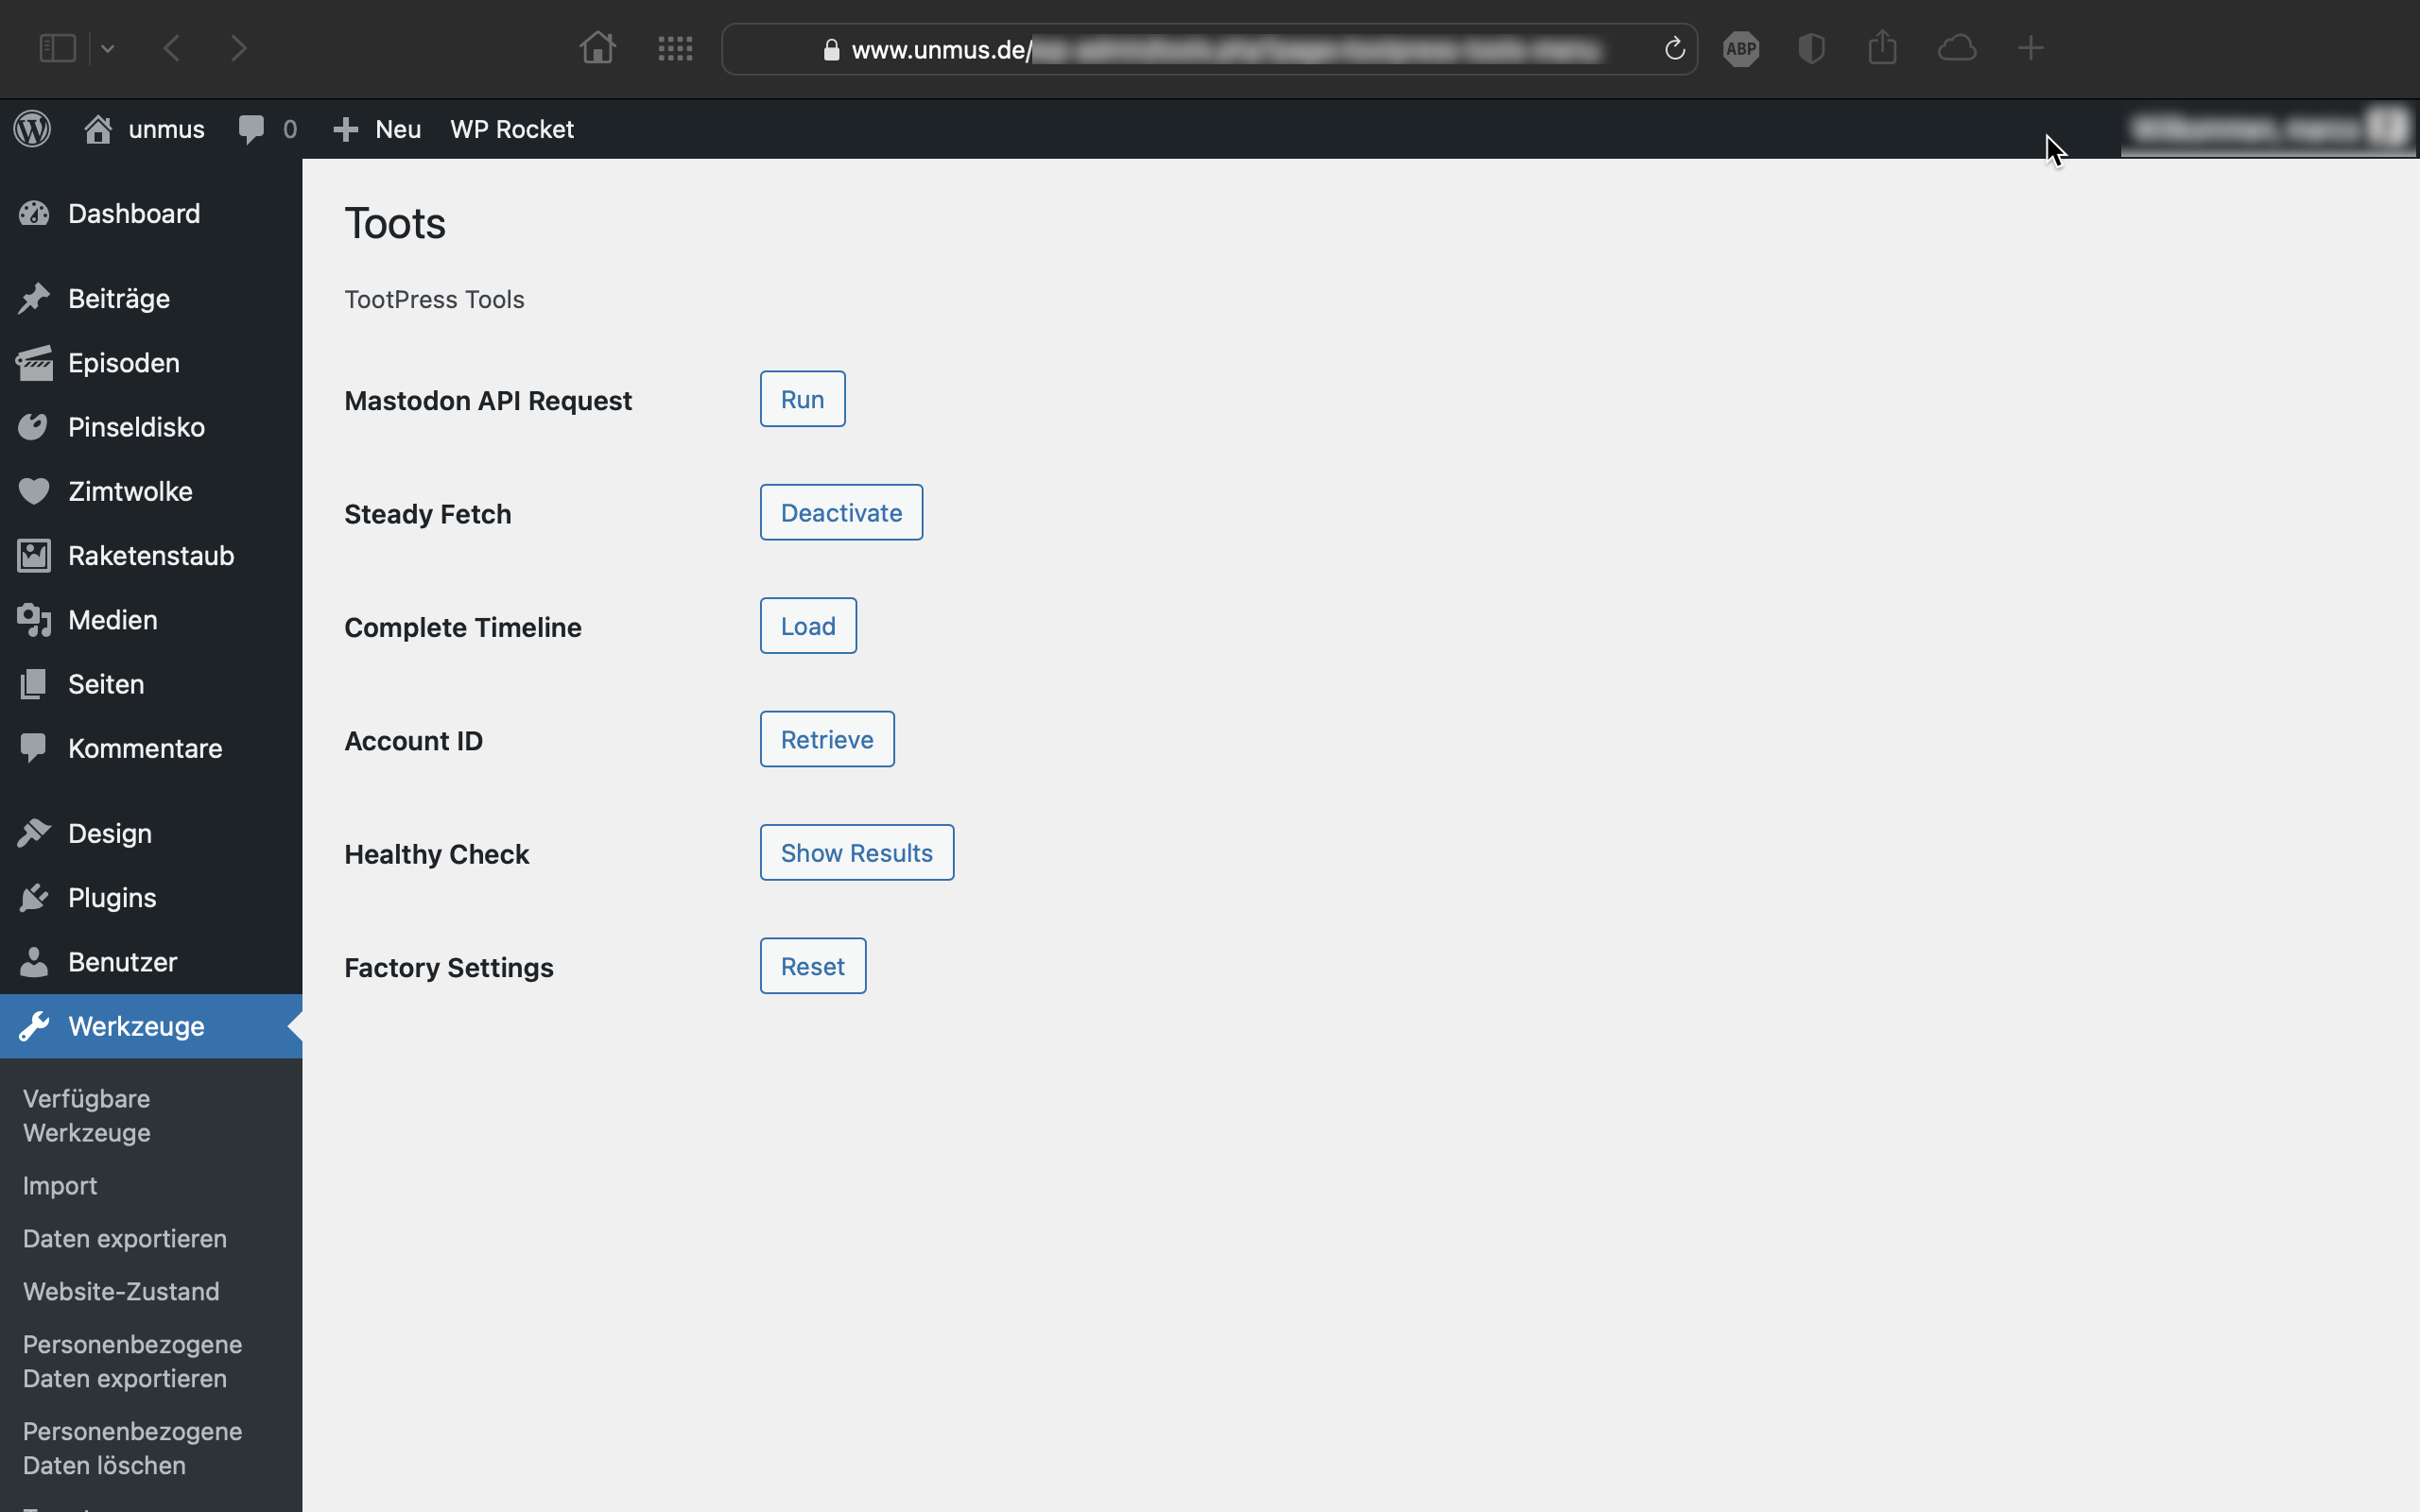 www.unmus.de/
ABP
unmus 0 Neu WP Rocket
Dashboard
Beiträge
Episoden
Pinseldisko
Zimtwolke
Raketenstaub
Medien
Seiten
Kommentare
Design
Plugins
Benutzer
Werkzeuge
Verfügbare
Werkzeuge
Import
Daten exportieren
Website-Zustand
Personenbezogene
Daten exportieren
Personenbezogene
Daten löschen
Toots
TootPress Tools
Mastodon API Request Run
Steady Fetch Deactivate
Complete Timeline Load
Account ID Retrieve
Healthy Check Show Results
Factory Settings Reset